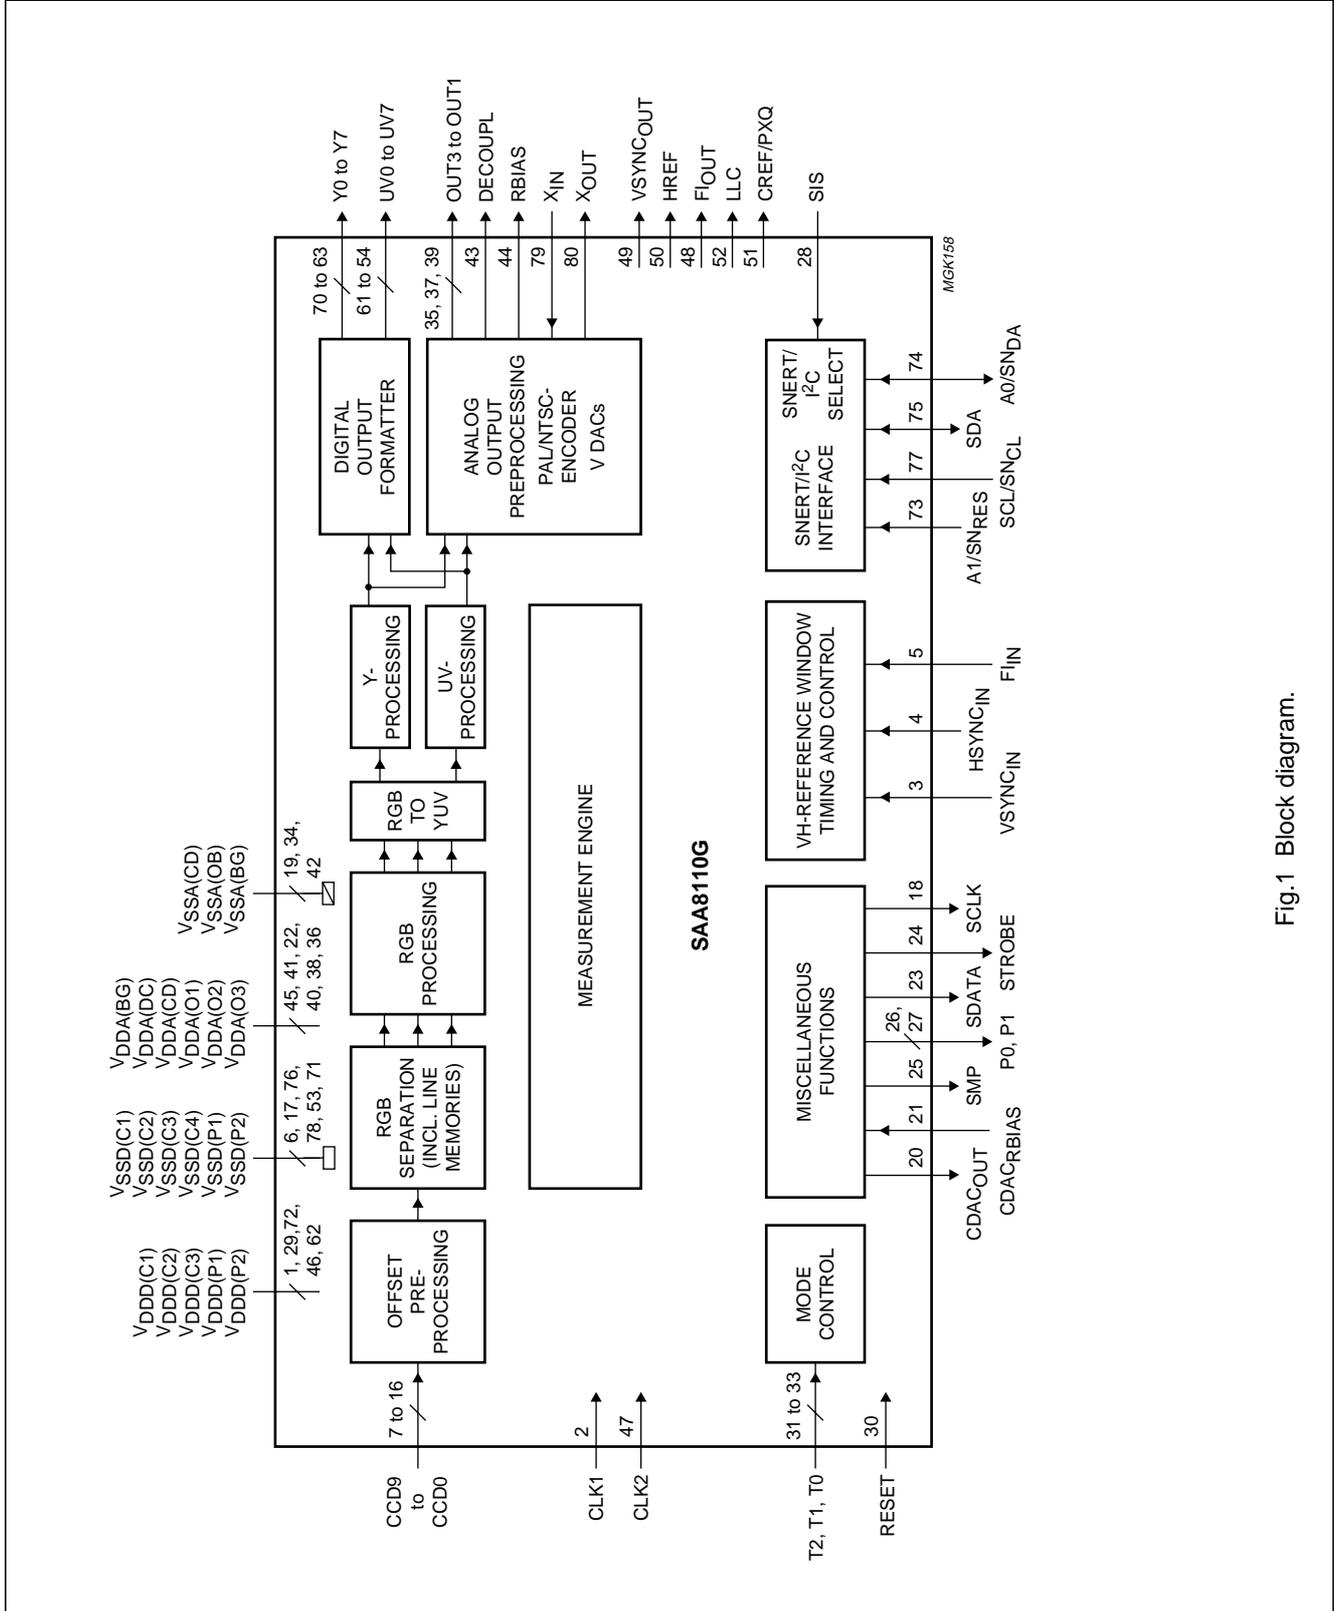 VDDD(C1)
VDDD(C2)
VDDD(C3)
VDDD(P1)
VDDD(P2)
1, 29,72,
46, 62
VSSD(C1)
VSSD(C2)
VSSD(C3)
VSSD(C4)
VSSD(P1)
VSSD(P2)
6, 17, 76,
78, 53, 71
VDDA(BG)
VDDA(DC)
VDDA(CD)
VDDA(O1)
VDDA(O2)
VDDA(O3)
45, 41, 22,
40, 38, 36
VSSA(CD)
VSSA(OB)
VSSA(BG)
19, 34,
42
CCD9
to
CCD0
7 to 16
OFFSET
PRE-
PROCESSING
RGB
SEPARATION
(INCL. LINE
MEMORIES)
RGB
PROCESSING
RGB
TO
YUV
Y-
PROCESSING
UV-
PROCESSING
DIGITAL
OUTPUT
FORMATTER
70 to 63
Y0 to Y7
61 to 54
UV0 to UV7
ANALOG
OUTPUT
PREPROCESSING
PAL/NTSC-
ENCODER
V DACs
35, 37, 39
OUT3 to OUT1
43
DECOUPL
44
RBIAS
79
XIN
80
XOUT
CLK1
2
CLK2
47
MEASUREMENT ENGINE
49
VSYNCOUT
50
HREF
48
FIOUT
52
LLC
51
CREF/PXQ
28
SIS
SAA8110G
T2, T1, T0
31 to 33
RESET
30
MODE
CONTROL
MISCELLANEOUS
FUNCTIONS
20
21
25
26,
27
23
24
18
CDACOUT
CDACRBIAS
SMP
P0, P1
SDATA
STROBE
SCLK
VH-REFERENCE WINDOW
TIMING AND CONTROL
3
4
5
VSYNCIN
HSYNCIN
FIIN
SNERT/I2C
INTERFACE
SNERT/
I2C
SELECT
73
77
75
74
A1/SNRES
SCL/SNCL
SDA
A0/SNDA
MGK158
Fig.1 Block diagram.